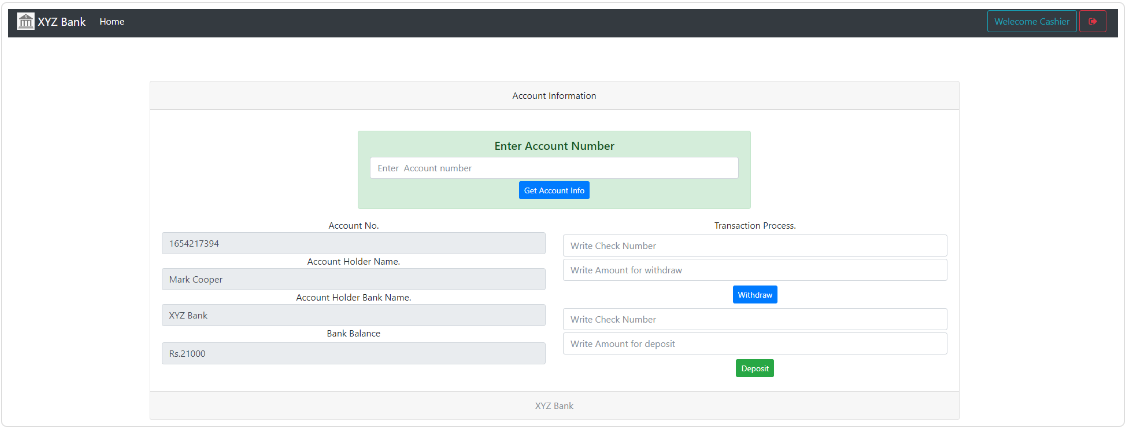 XYZ Bank Home Welecome Cashier
Account Information
Enter Account Number
Enter Account number
Get Account Info
Account No.
1654217394
Account Holder Name.
Mark Cooper
Account Holder Bank Name.
XYZ Bank
Bank Balance
Rs.21000
Transaction Process.
Write Check Number
Write Amount for withdraw
Withdraw
Write Check Number
Write Amount for deposit
Deposit
XYZ Bank